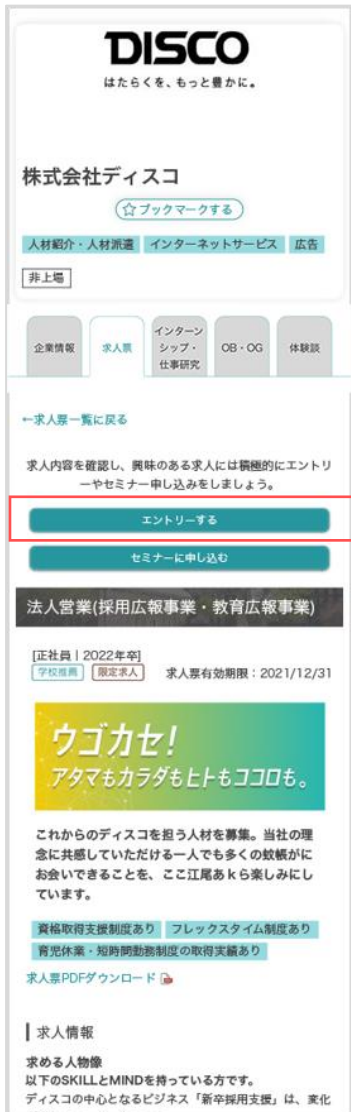 DISCO
はたらくを、もっと豊かに。
株式会社ディスコ
ブックマークする
人材紹介・人材派遣 インターネットサービス 広告
非上場
企業情報
求人票
インターン
シップ・
仕事研究
OB・OG
体験談
←求人票一覧に戻る
求人内容を確認し、興味のある求人には積極的にエントリ
ーやセミナー申し込みをしましょう。
エントリーする
セミナーに申し込む
法人営業(採用広報事業・教育広報事業)
[正社員 | 2022年卒]
学校推薦 限定求人 求人票有効期限：2021/12/31
ウゴカセ!
アタマもカラダもヒトもココロも。
これからのディスコを担う人材を募集。当社の理
念に共感していただける一人でも多くの蚊帳がに
お会いできることを、ここ江尾あｋら楽しみにし
ています。
資格取得支援制度あり フレックスタイム制度あり
育児休業・短時間勤務制度の取得実績あり
求人票PDFダウンロード
求人情報
求める人物像
以下のSKILLとMINDを持っている方です。
ディスコの中心となるビジネス「新卒採用支援」は、変化